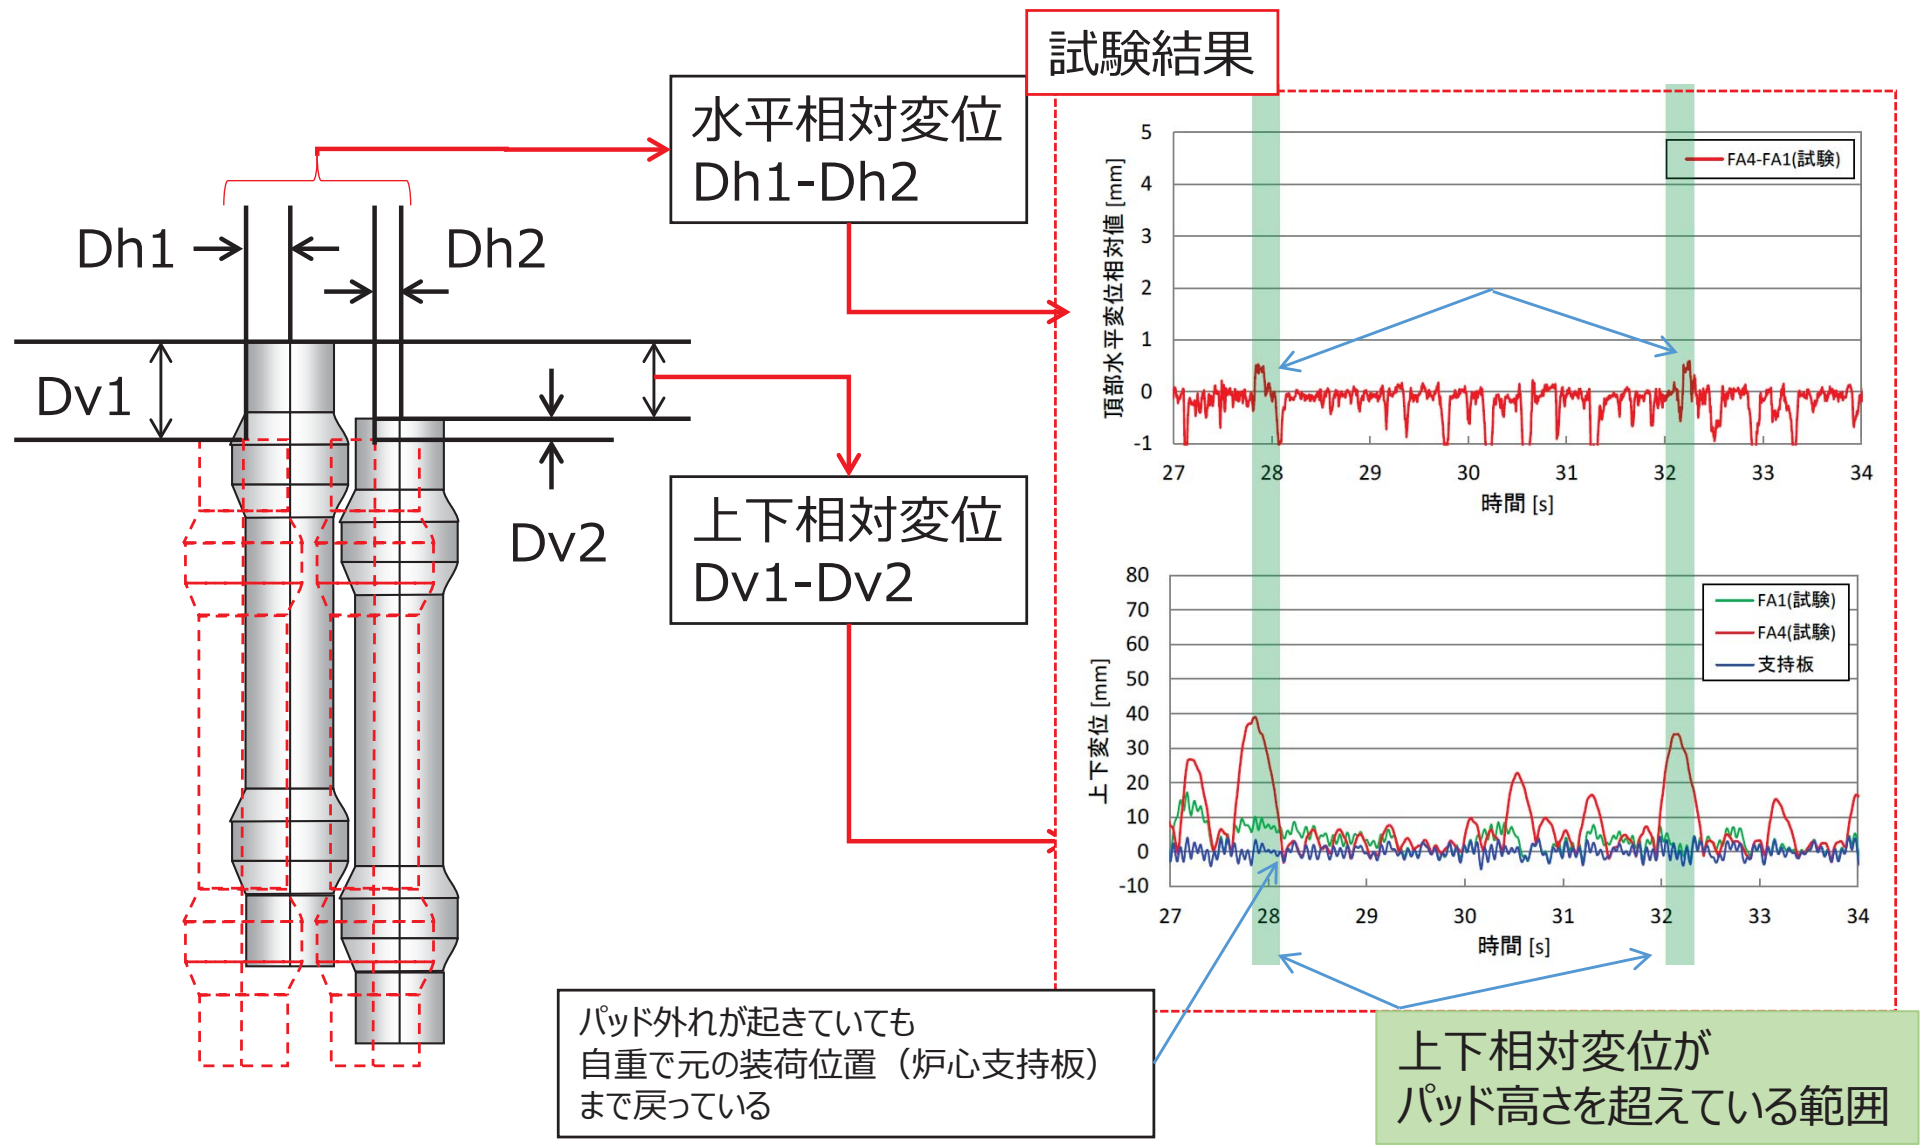 試験結果
水平相対変位
Dh1-Dh2
Dh1
Dh2
Dv1
Dv2
上下相対変位
Dv1-Dv2
頂部水平変位相対値 [mm]
5
4
3
2
1
0
-1
FA4-FA1(試験)
27 28 29 30 31 32 33 34
時間 [s]
上下変位 [mm]
80
70
60
50
40
30
20
10
0
-10
FA1(試験)
FA4(試験)
支持板
27 28 29 30 31 32 33 34
時間 [s]
パッド外れが起きていても
自重で元の装荷位置（炉心支持板）
まで戻っている
上下相対変位が
パッド高さを超えている範囲